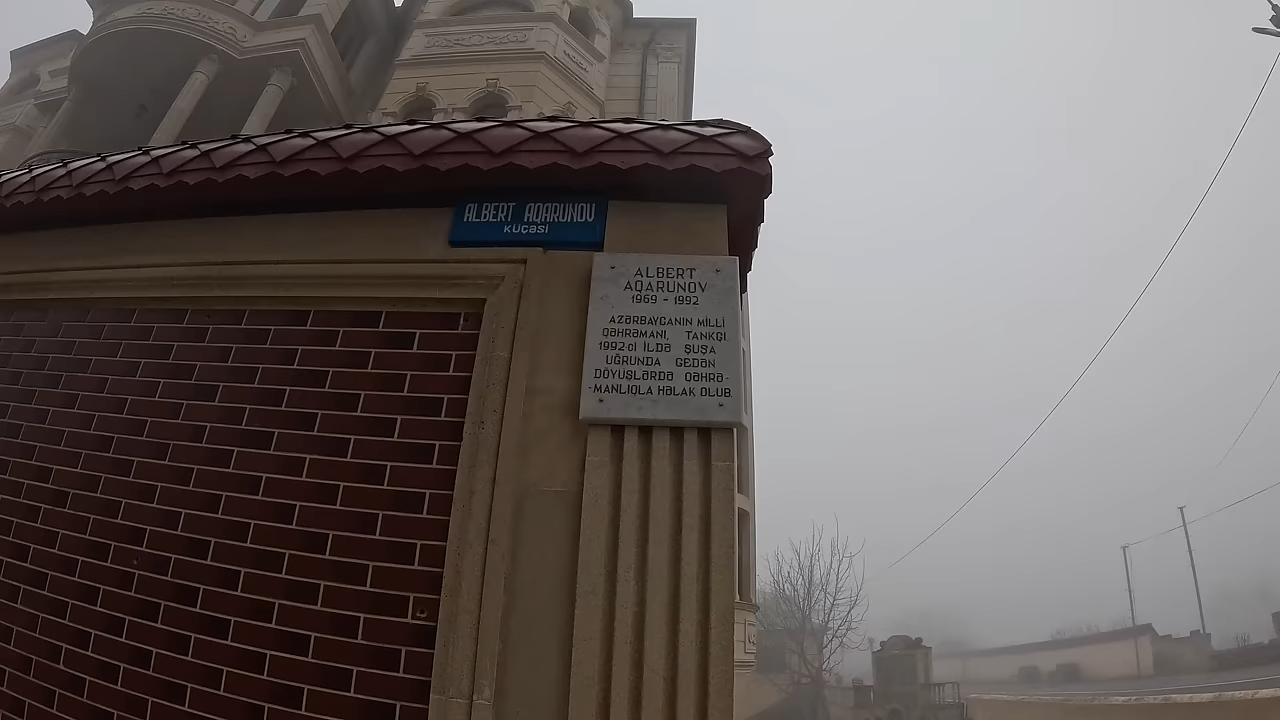 ALBERT AQARUNOV
KÜÇƏSİ
ALBERT
AQARUNOV
1969 - 1992
AZƏRBAYCANIN MİLLİ
QƏHRƏMANI, TANKÇI.
1992-Cİ İLDƏ ŞUŞA
UĞRUNDA GEDƏN
DÖYÜŞLƏRDƏ QƏHRƏ-
-MANLIQLA HƏLAK OLUB.